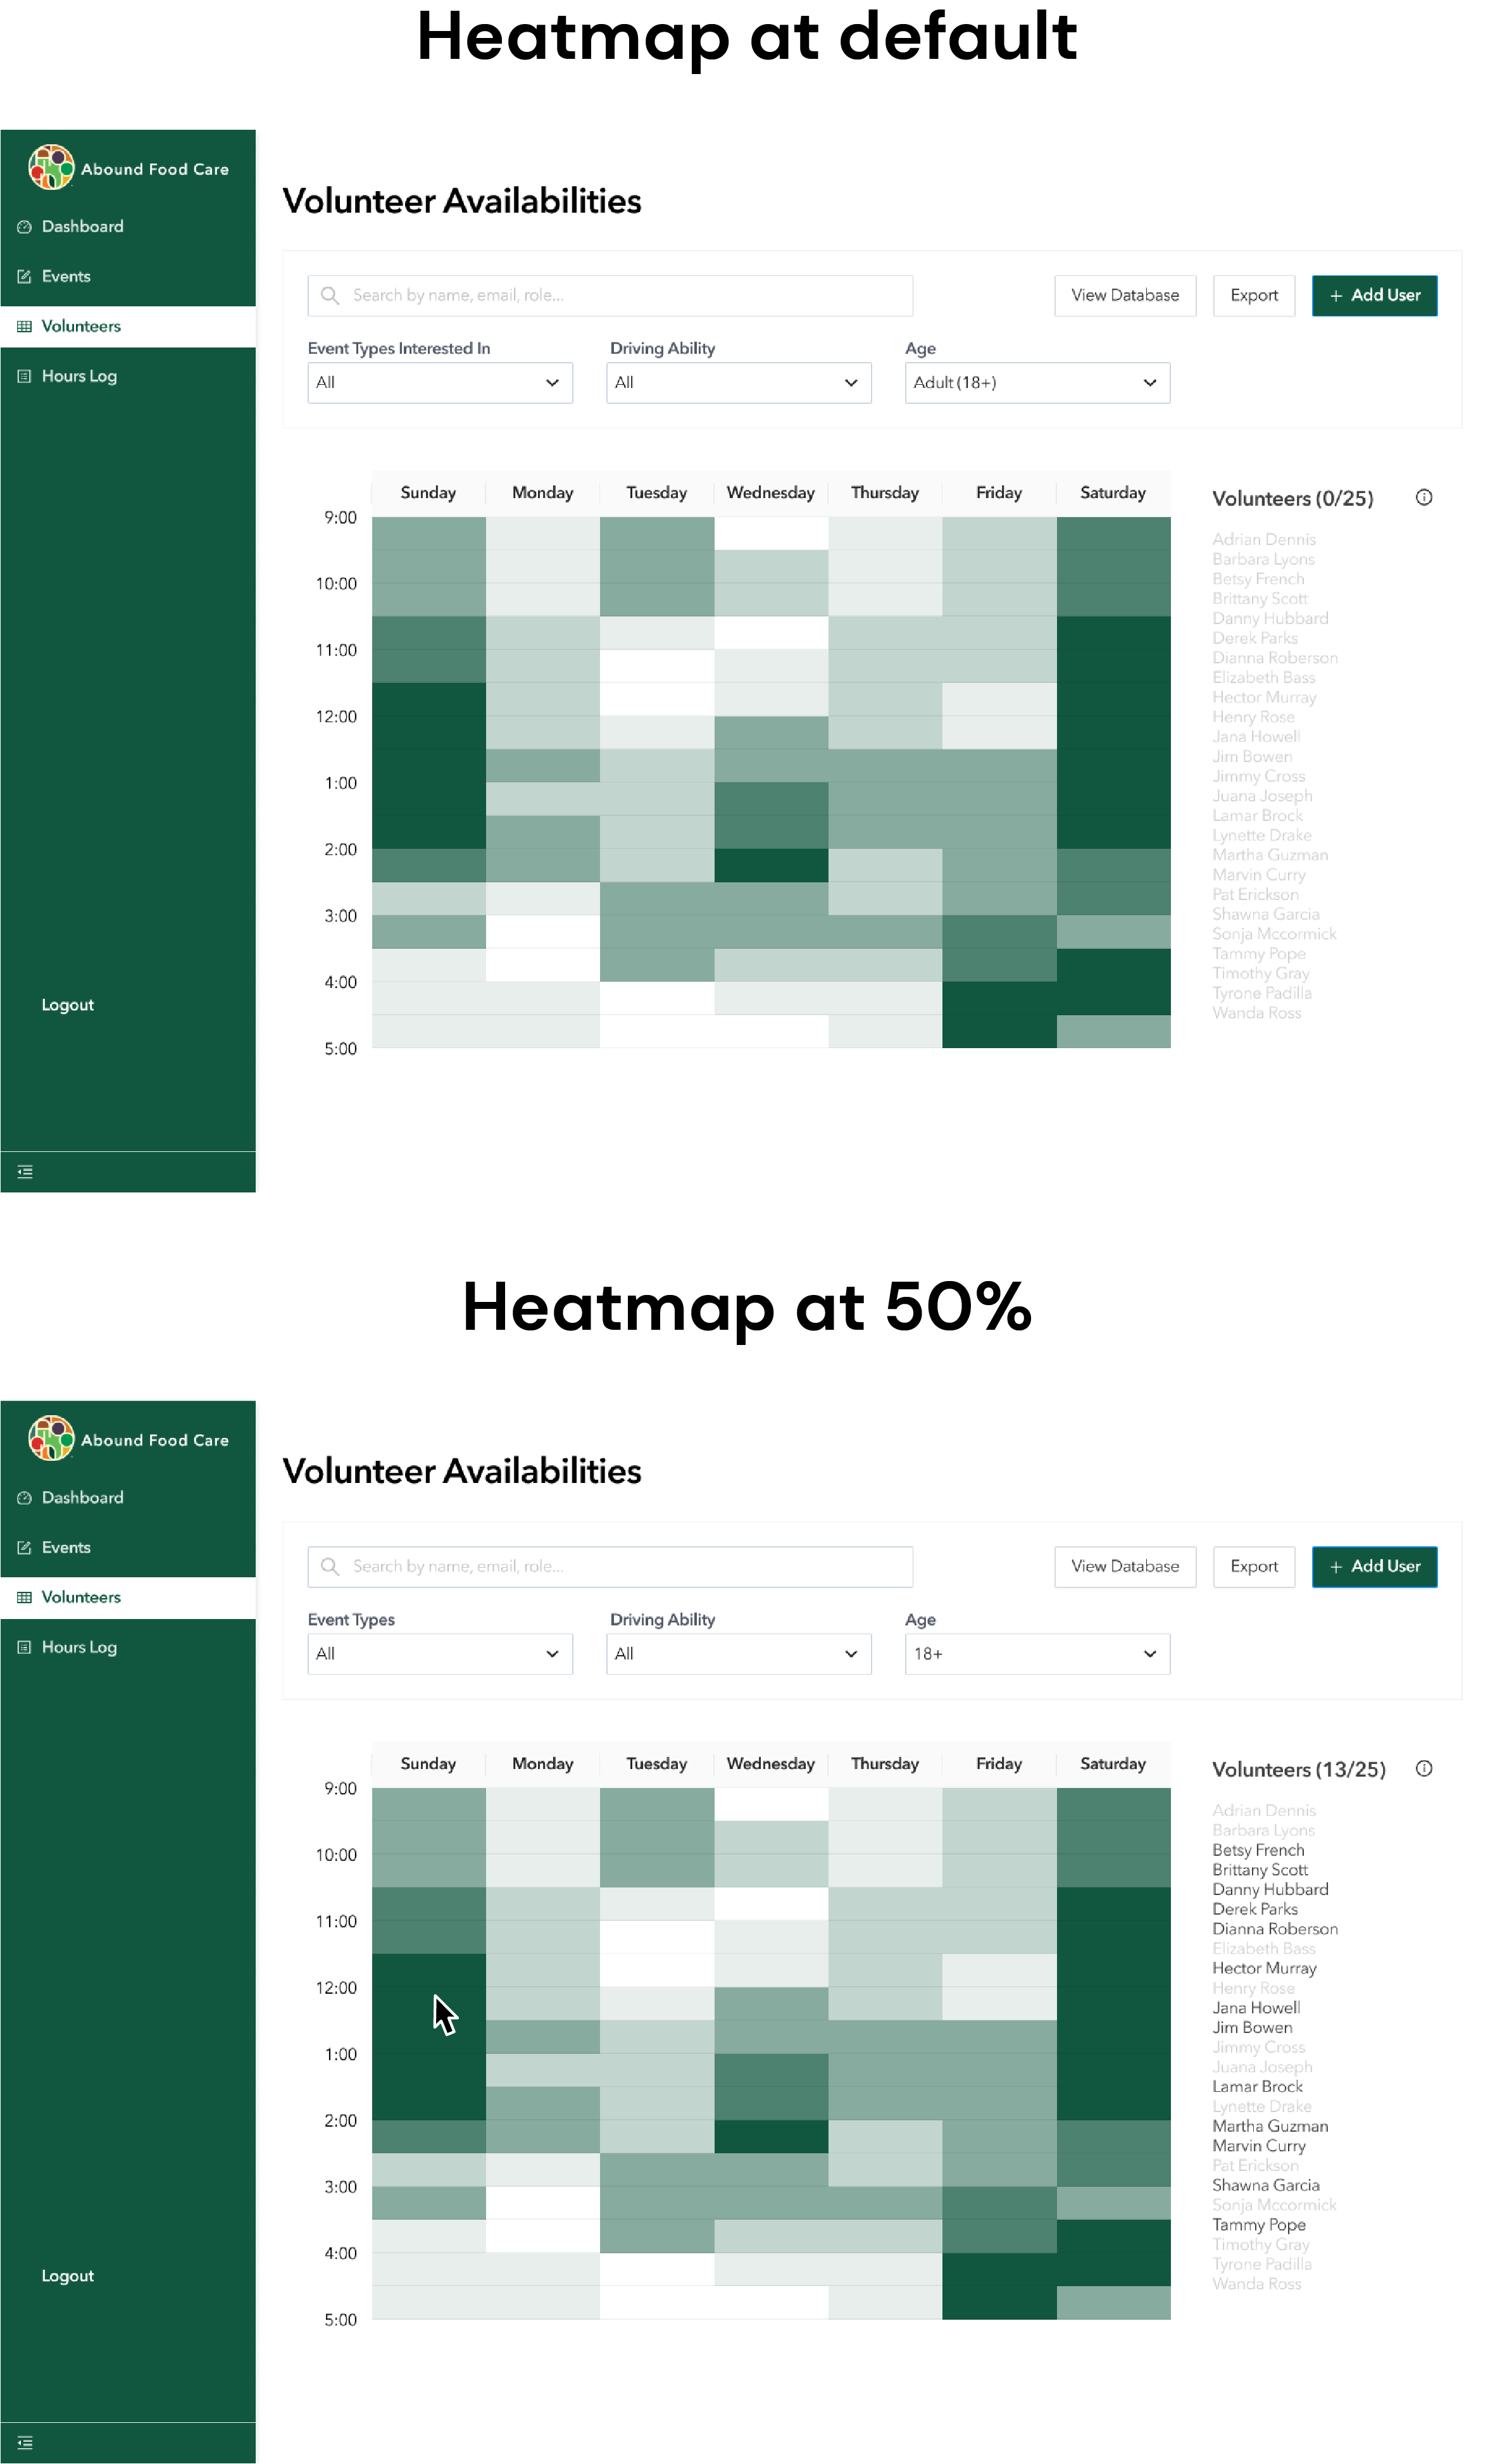 Heatmap at default
Abound Food Care
Dashboard
Events
Volunteers
Hours Log
Logout
Volunteer Availabilities
Search by name, email, role...
View Database
Export
+ Add User
Event Types Interested In
Driving Ability
Age
All
All
Adult (18+)
Sunday Monday Tuesday Wednesday Thursday Friday Saturday
9:00
10:00
11:00
12:00
1:00
2:00
3:00
4:00
5:00
Volunteers (0/25)
Adrian Dennis
Barbara Lyons
Betsy French
Brittany Scott
Danny Hubbard
Derek Parks
Dianna Roberson
Elizabeth Bass
Hector Murray
Henry Rose
Jana Howell
Jim Bowen
Jimmy Cross
Juana Joseph
Lamar Brock
Lynette Drake
Martha Guzman
Marvin Curry
Pat Erickson
Shawna Garcia
Sonja Mccormick
Tammy Pope
Timothy Gray
Tyrone Padilla
Wanda Ross
Heatmap at 50%
Abound Food Care
Dashboard
Events
Volunteers
Hours Log
Logout
Volunteer Availabilities
Search by name, email, role...
View Database
Export
+ Add User
Event Types
Driving Ability
Age
All
All
18+
Sunday Monday Tuesday Wednesday Thursday Friday Saturday
9:00
10:00
11:00
12:00
1:00
2:00
3:00
4:00
5:00
Volunteers (13/25)
Adrian Dennis
Barbara Lyons
Betsy French
Brittany Scott
Danny Hubbard
Derek Parks
Dianna Roberson
Elizabeth Bass
Hector Murray
Henry Rose
Jana Howell
Jim Bowen
Jimmy Cross
Juana Joseph
Lamar Brock
Lynette Drake
Martha Guzman
Marvin Curry
Pat Erickson
Shawna Garcia
Sonja Mccormick
Tammy Pope
Timothy Gray
Tyrone Padilla
Wanda Ross